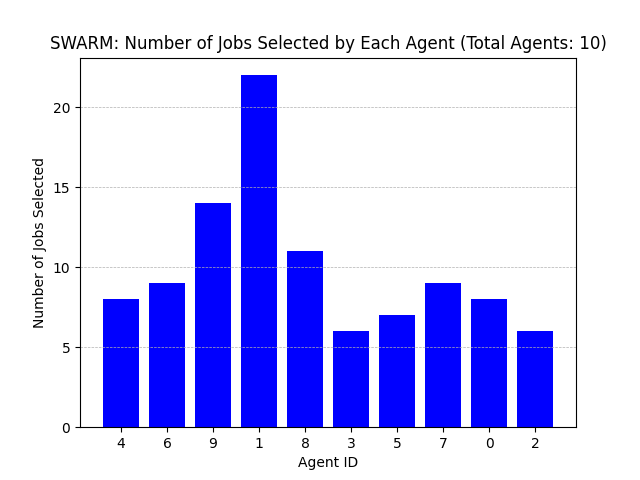 SWARM: Number of Jobs Selected by Each Agent (Total Agents: 10)
Number of Jobs Selected
20
15
10
5
0
4 6 9 1 8 3 5 7 0 2
Agent ID